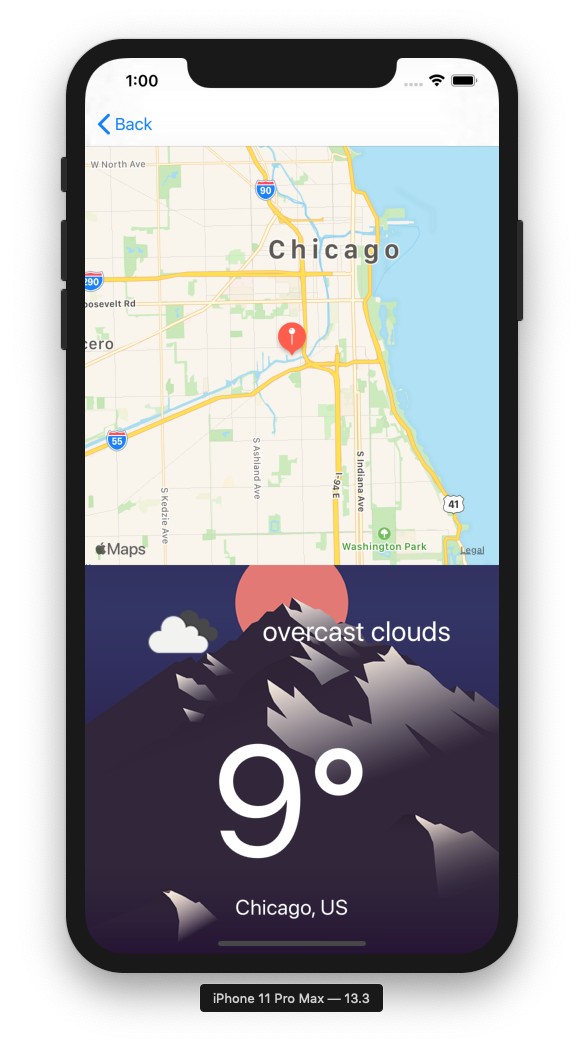 1:00
Back
W North Ave
90
Chicago
290
oosevelt Rd
cero
55
S Ashland Ave
S Kedzie Ave
I-94 E
S Indiana Ave
41
Washington Park
Maps
Legal
overcast clouds
9°
Chicago, US
iPhone 11 Pro Max — 13.3